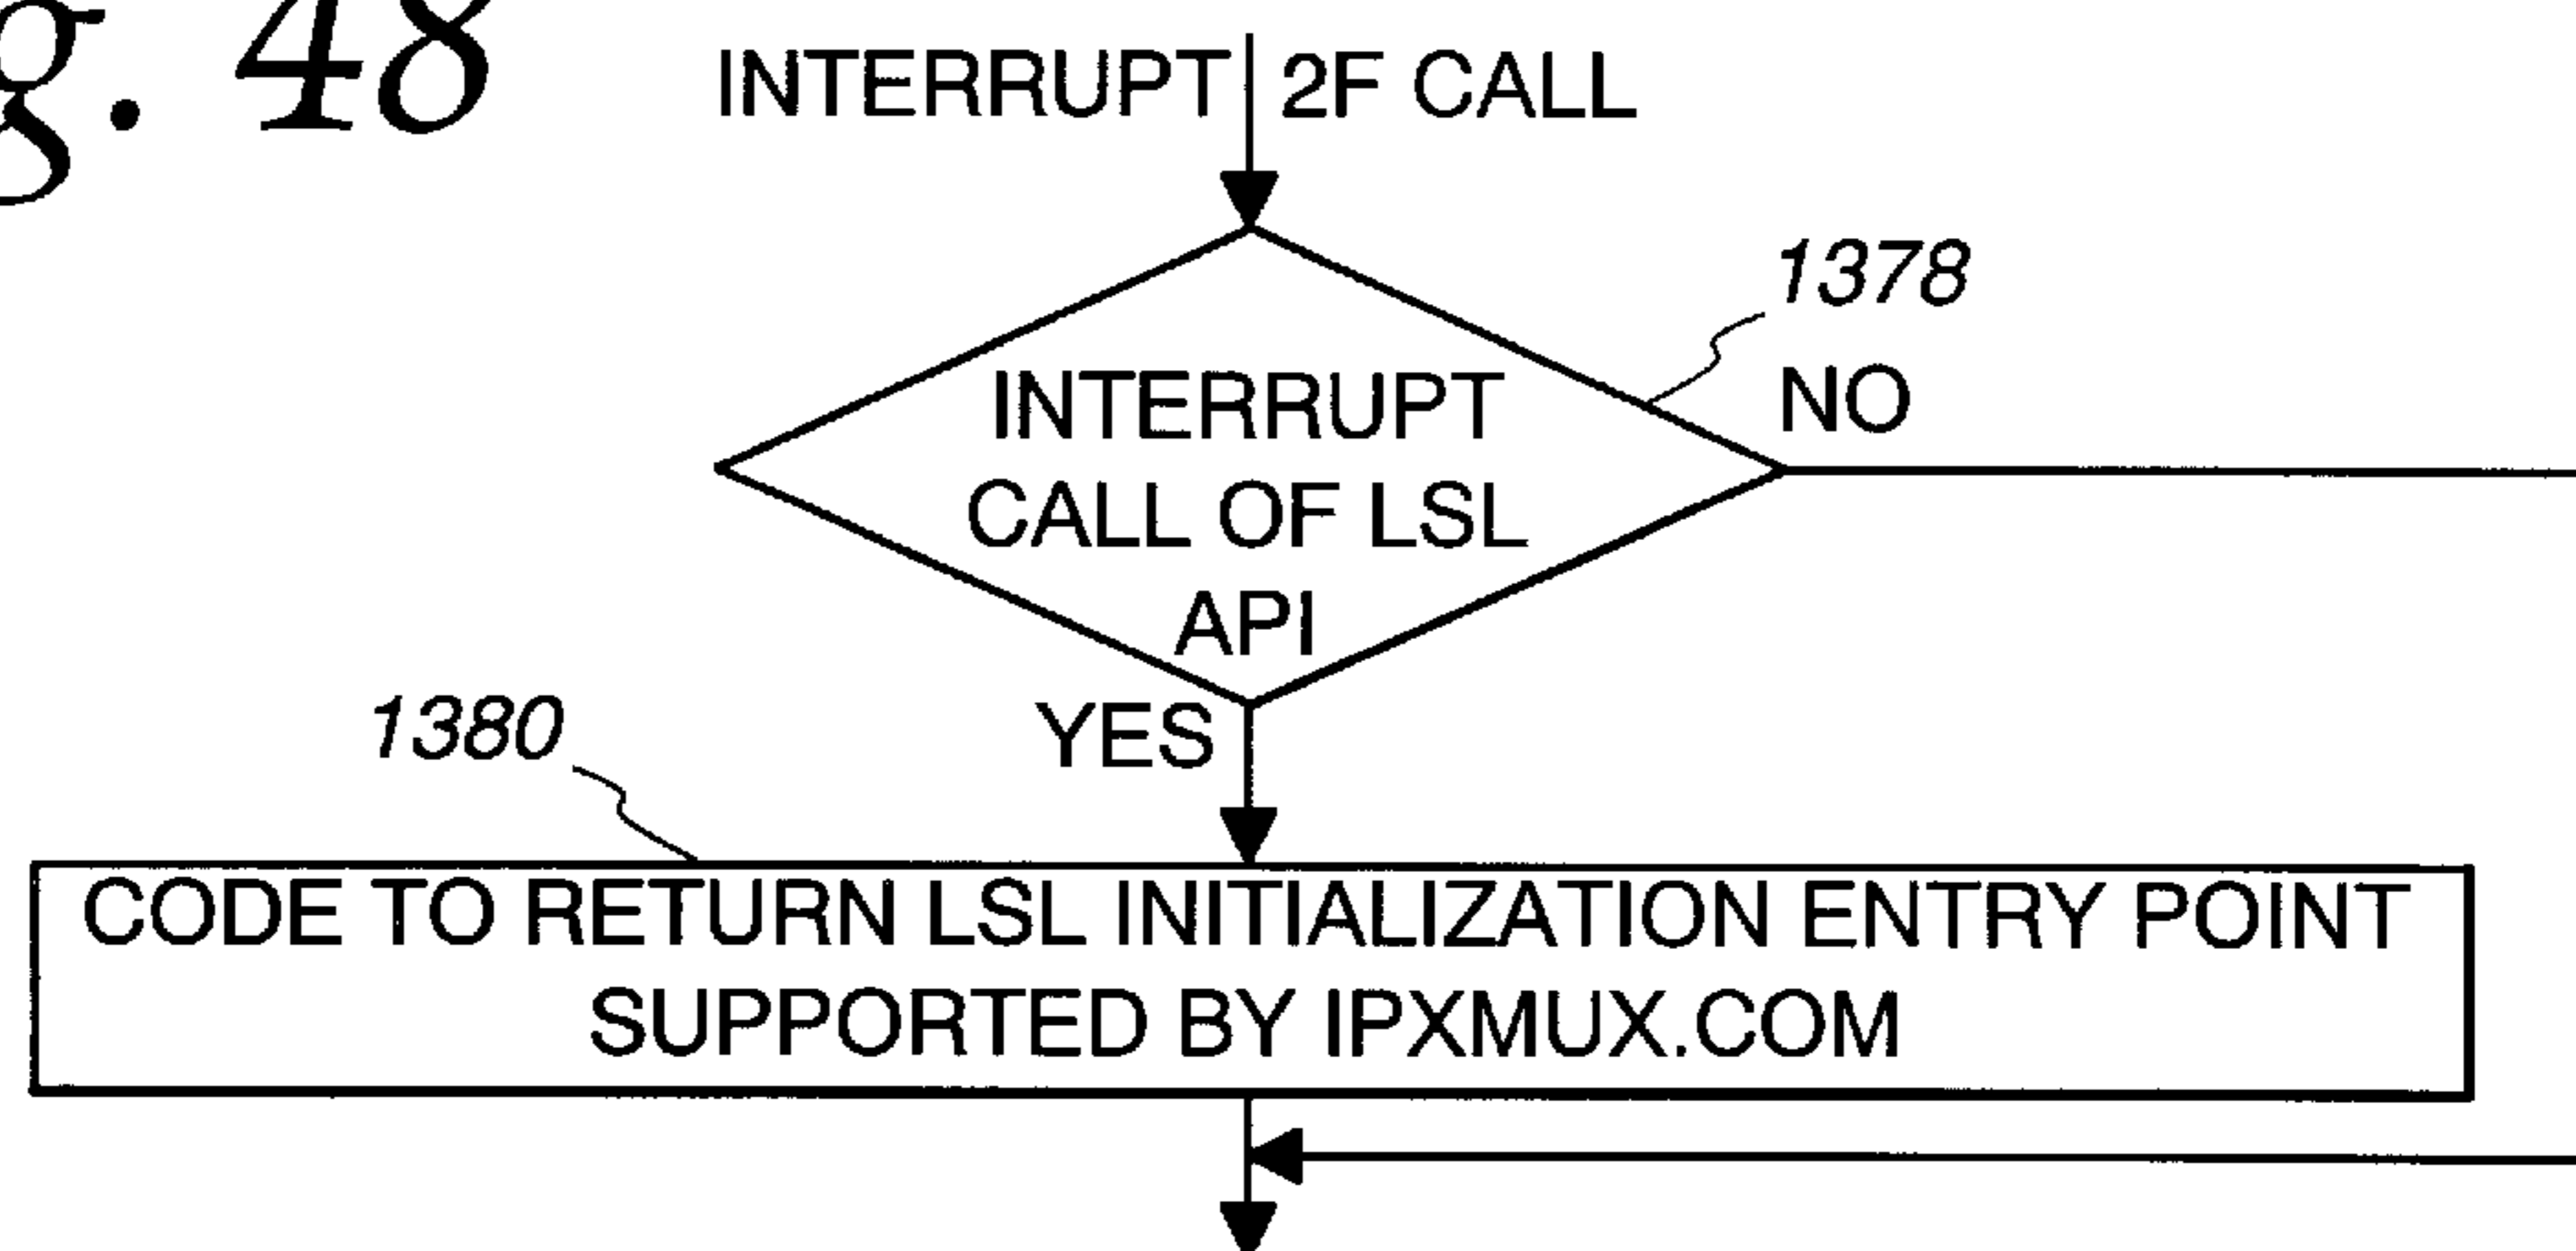 g. 48
INTERRUPT 2F CALL
1378
NO
INTERRUPT
CALL OF LSL
API
YES
1380
CODE TO RETURN LSL INITIALIZATION ENTRY POINT
SUPPORTED BY IPXMUX.COM